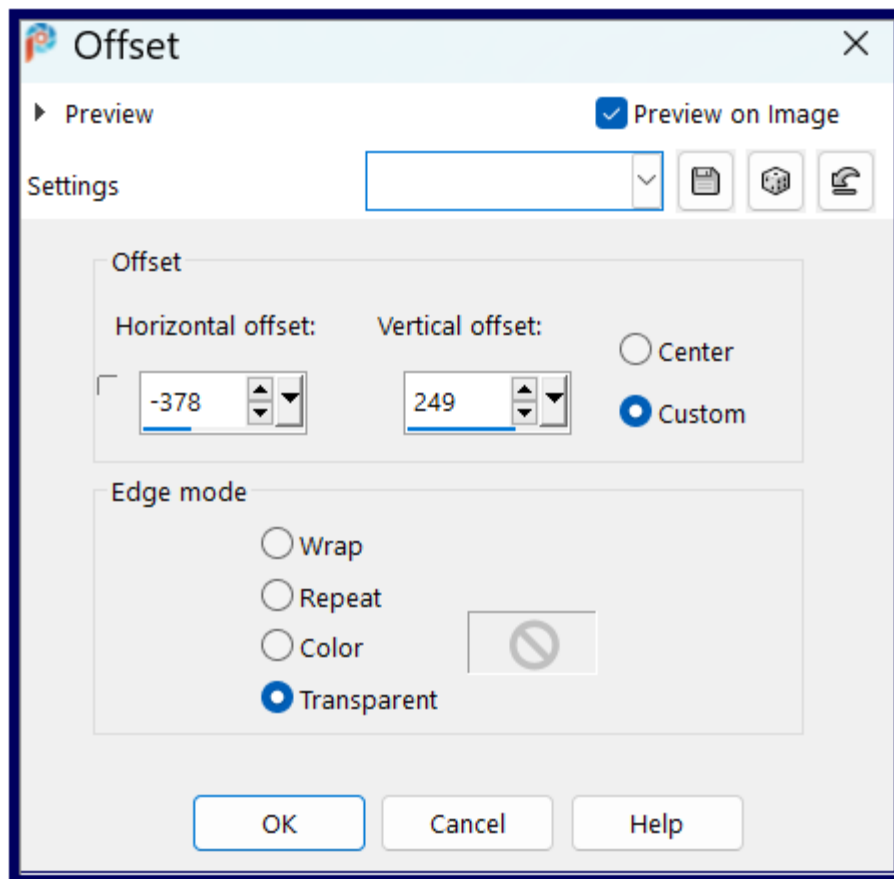 Offset
Preview
Preview on Image
Settings
Offset
Horizontal offset:
Vertical offset:
-378
249
Center
Custom
Edge mode
Wrap
Repeat
Color
Transparent
OK
Cancel
Help